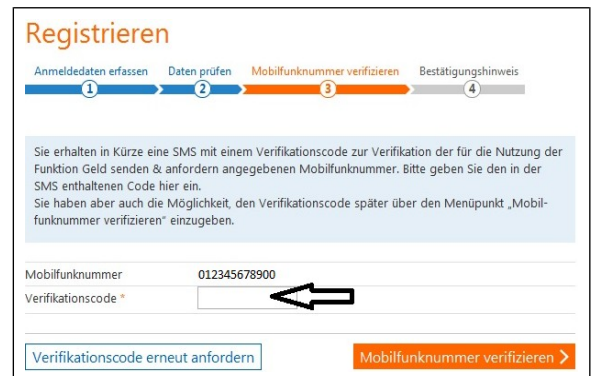 Registrieren
Anmeldedaten erfassen Daten prüfen Mobilfunknummer verifizieren Bestätigungshinweis
1 2 3 4
Sie erhalten in Kürze eine SMS mit einem Verifikationscode zur Verifikation der für die Nutzung der
Funktion Geld senden & anfordern angegebenen Mobilfunknummer. Bitte geben Sie den in der
SMS enthaltenen Code hier ein.
Sie haben aber auch die Möglichkeit, den Verifikationscode später über den Menüpunkt „Mobil-
funknummer verifizieren" einzugeben.
Mobilfunknummer 012345678900
Verifikationscode *
Verifikationscode erneut anfordern Mobilfunknummer verifizieren >